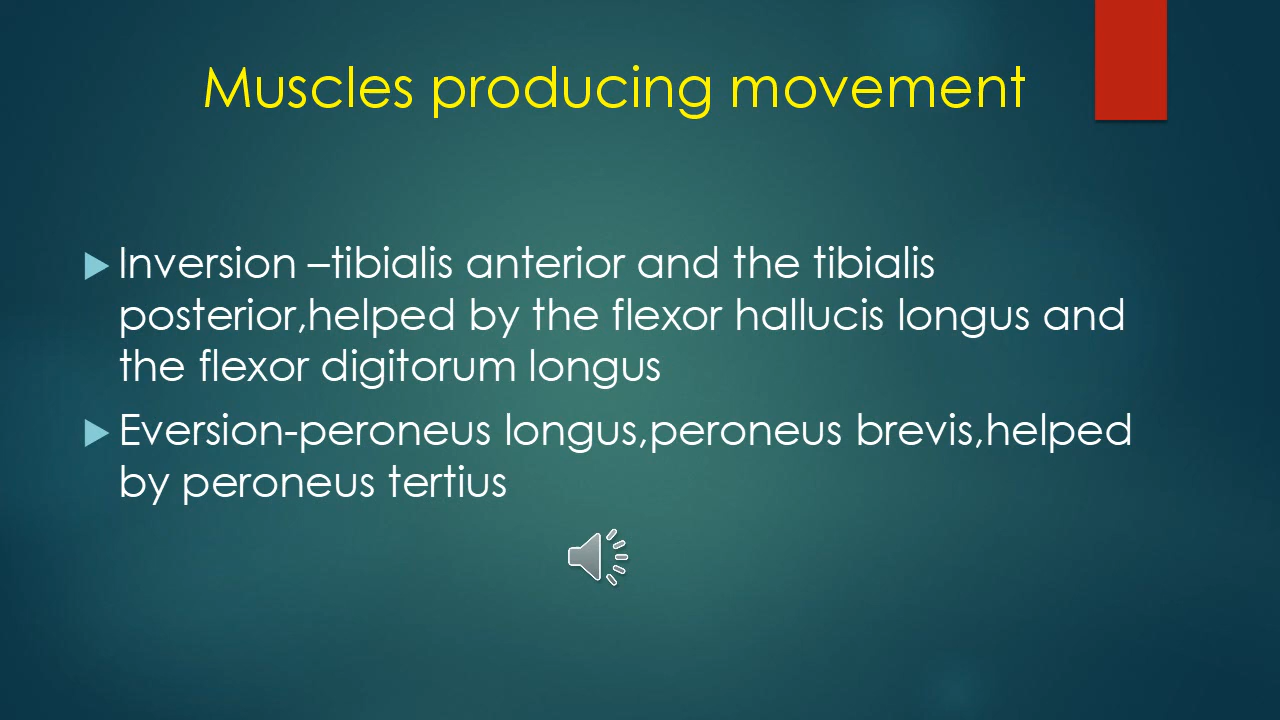 Muscles producing movement
Inversion –tibialis anterior and the tibialis
posterior,helped by the flexor hallucis longus and
the flexor digitorum longus
Eversion-peroneus longus,peroneus brevis,helped
by peroneus tertius